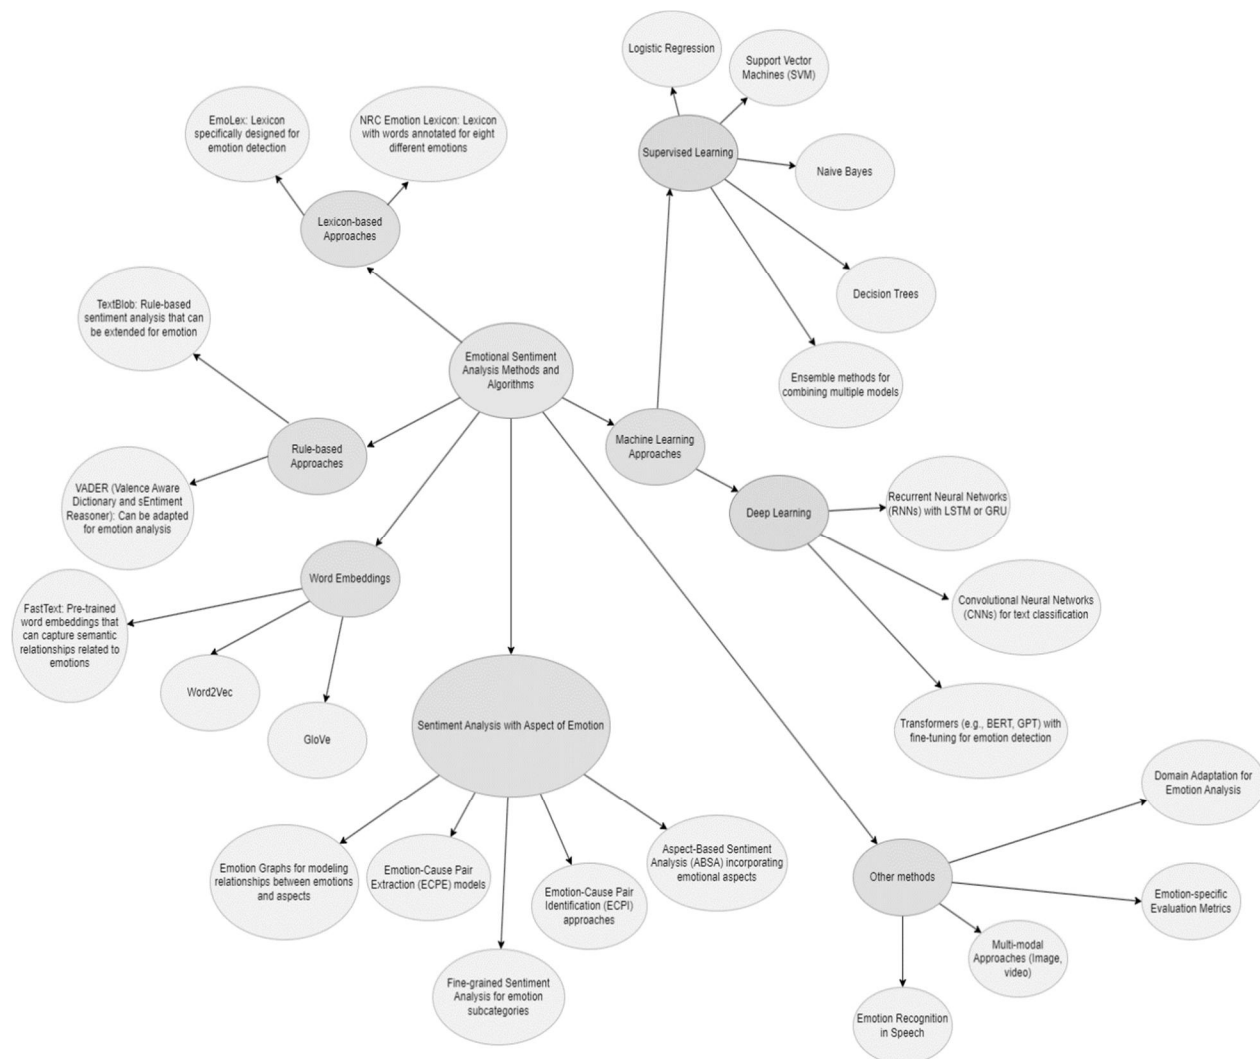 Logistic Regression
Support Vector
Machines (SVM)
EmoLex: Lexicon
specifically designed for
emotion detection
NRC Emotion Lexicon: Lexicon
with words annotated for eight
different emotions
Supervised Learning
Naive Bayes
Lexicon-based
Approaches
TextBlob: Rule-based
sentiment analysis that can
be extended for emotion
Decision Trees
Emotional Sentiment
Analysis Methods and
Algorithms
Ensemble methods for
combining multiple models
Machine Learning
Approaches
Rule-based
Approaches
VADER (Valence Aware
Dictionary and sEntiment
Reasoner): Can be adapted
for emotion analysis
Deep Learning
Recurrent Neural Networks
(RNNs) with LSTM or GRU
Word Embeddings
Convolutional Neural Networks
(CNNs) for text classification
FastText: Pre-trained
word embeddings that
can capture semantic
relationships related to
emotions
Word2Vec
GloVe
Sentiment Analysis with Aspect of Emotion
Transformers (e.g., BERT, GPT) with
fine-tuning for emotion detection
Domain Adaptation for
Emotion Analysis
Emotion Graphs for modeling
relationships between emotions
and aspects
Emotion-Cause Pair
Extraction (ECPE) models
Aspect-Based Sentiment
Analysis (ABSA) incorporating
emotional aspects
Emotion-Cause Pair
Identification (ECPI)
approaches
Other methods
Emotion-specific
Evaluation Metrics
Multi-modal
Approaches (Image,
video)
Fine-grained Sentiment
Analysis for emotion
subcategories
Emotion Recognition
in Speech